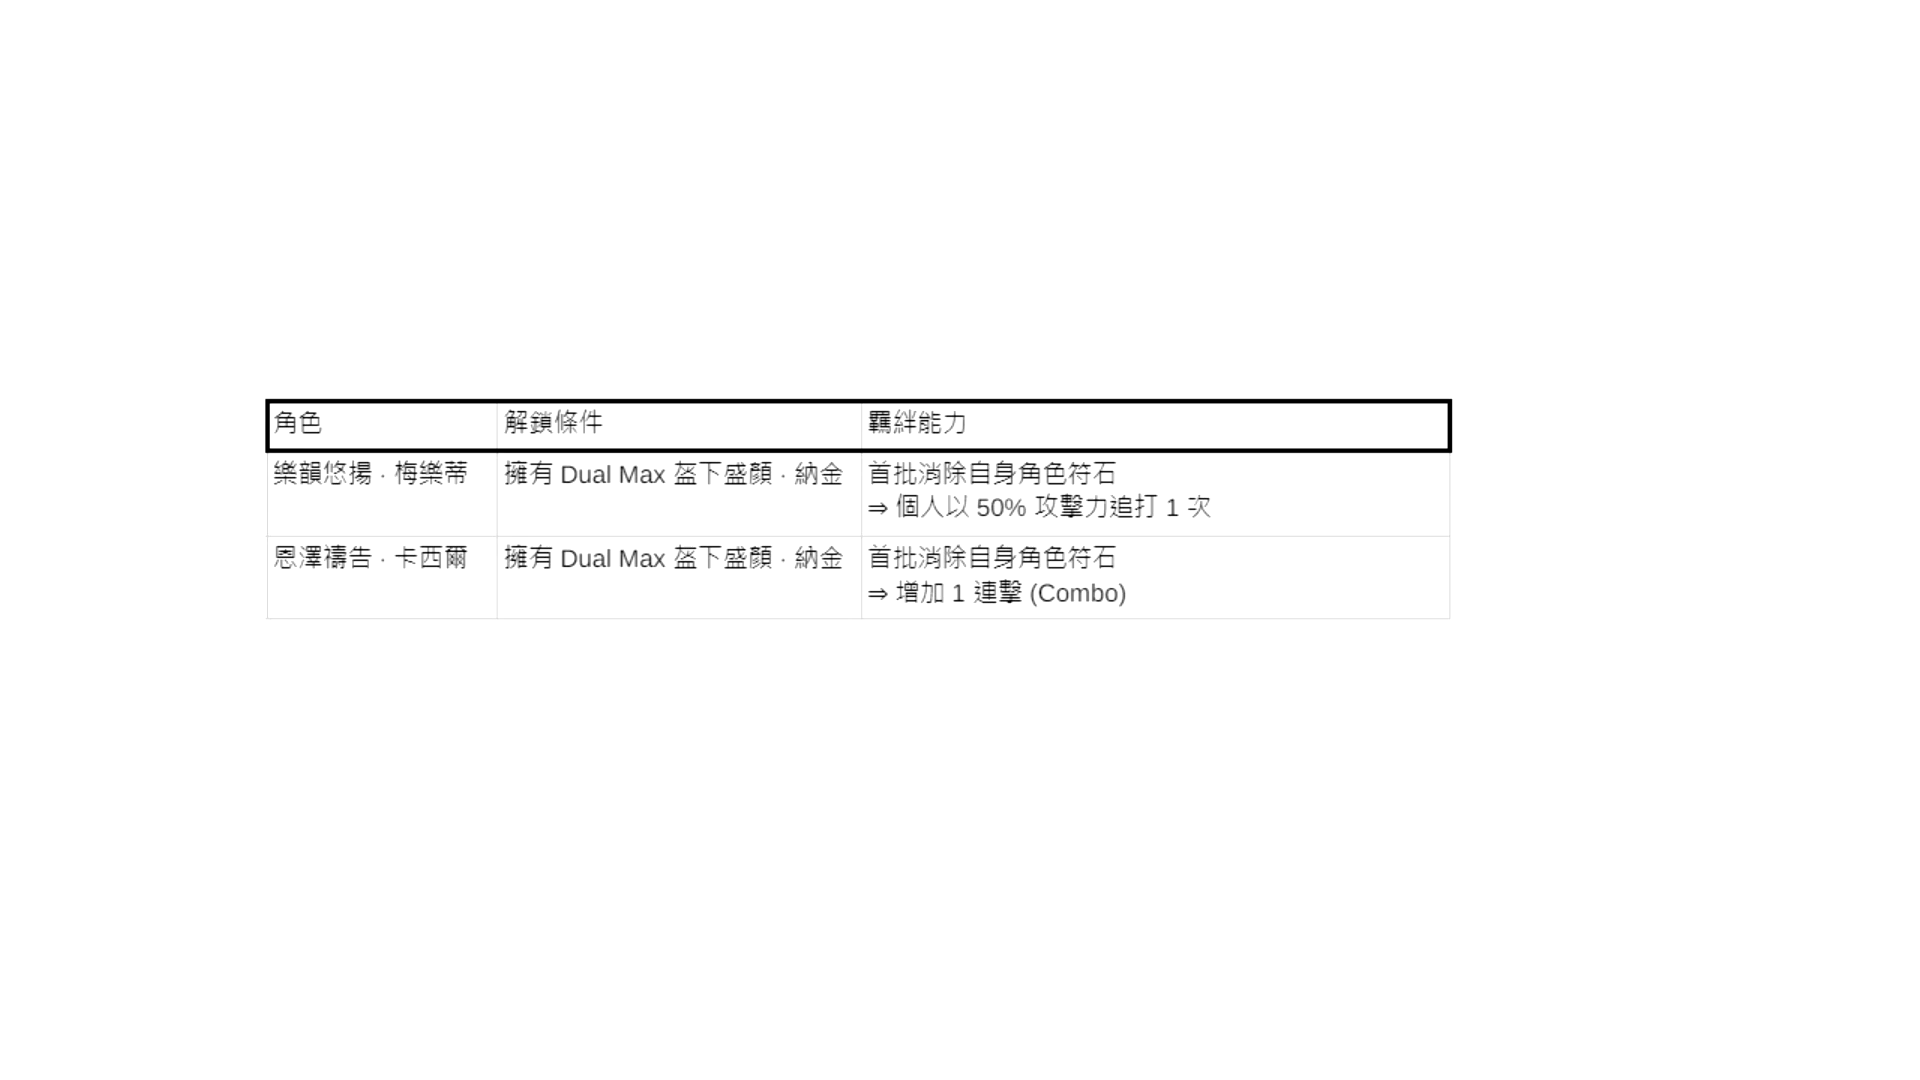 角色 解鎖條件 羈絆能力
樂韻悠揚 · 梅樂蒂 擁有 Dual Max 盔下盛顏 · 納金 首批消除自身角色符石
⇒ 個人以 50% 攻擊力追打 1 次
恩澤禱告 · 卡西爾 擁有 Dual Max 盔下盛顏 · 納金 首批消除自身角色符石
⇒ 增加 1 連擊 (Combo)